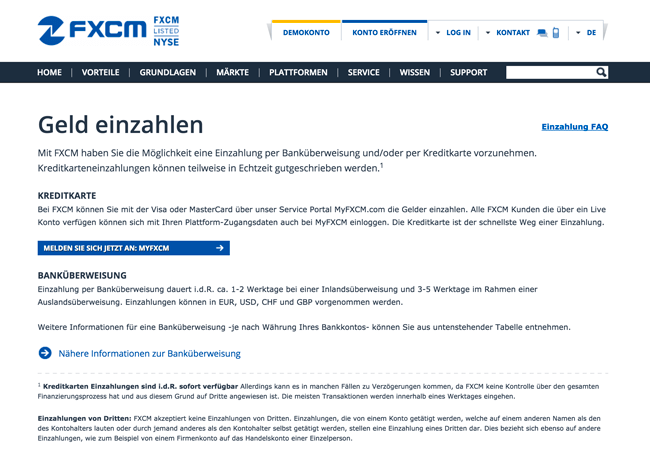 FXCM FXCM LISTED NYSE
DEMOKONTO KONTO ERÖFFNEN LOG IN KONTAKT DE
HOME VORTEILE GRUNDLAGEN MÄRKTE PLATTFORMEN SERVICE WISSEN SUPPORT
Geld einzahlen
Einzahlung FAQ
Mit FXCM haben Sie die Möglichkeit eine Einzahlung per Banküberweisung und/oder per Kreditkarte vorzunehmen.
Kreditkarteneinzahlungen können teilweise in Echtzeit gutgeschrieben werden.1
KREDITKARTE
Bei FXCM können Sie mit der Visa oder MasterCard über unser Service Portal MyFXCM.com die Gelder einzahlen. Alle FXCM Kunden die über ein Live
Konto verfügen können sich mit Ihren Plattform-Zugangsdaten auch bei MyFXCM einloggen. Die Kreditkarte ist der schnellste Weg einer Einzahlung.
MELDEN SIE SICH JETZT AN: MYFXCM
BANKÜBERWEISUNG
Einzahlung per Banküberweisung dauert i.d.R. ca. 1-2 Werktage bei einer Inlandsüberweisung und 3-5 Werktage im Rahmen einer
Auslandsüberweisung. Einzahlungen können in EUR, USD, CHF und GBP vorgenommen werden.
Weitere Informationen für eine Banküberweisung -je nach Währung Ihres Bankkontos- können Sie aus untenstehender Tabelle entnehmen.
Nähere Informationen zur Banküberweisung
1 Kreditkarten Einzahlungen sind i.d.R. sofort verfügbar Allerdings kann es in manchen Fällen zu Verzögerungen kommen, da FXCM keine Kontrolle über den gesamten
Finanzierungsprozess hat und aus diesem Grund auf Dritte angewiesen ist. Die meisten Transaktionen werden innerhalb eines Werktages eingehen.
Einzahlungen von Dritten: FXCM akzeptiert keine Einzahlungen von Dritten. Einzahlungen, die von einem Konto getätigt werden, welche auf einem anderen Namen als den
des Kontohalters lauten oder durch jemand anderes als den Kontohalter selbst getätigt werden, stellen eine Einzahlung eines Dritten dar. Dies bezieht sich ebenso auf andere
Einzahlungen, wie zum Beispiel von einem Firmenkonto auf das Handelskonto einer Einzelperson.